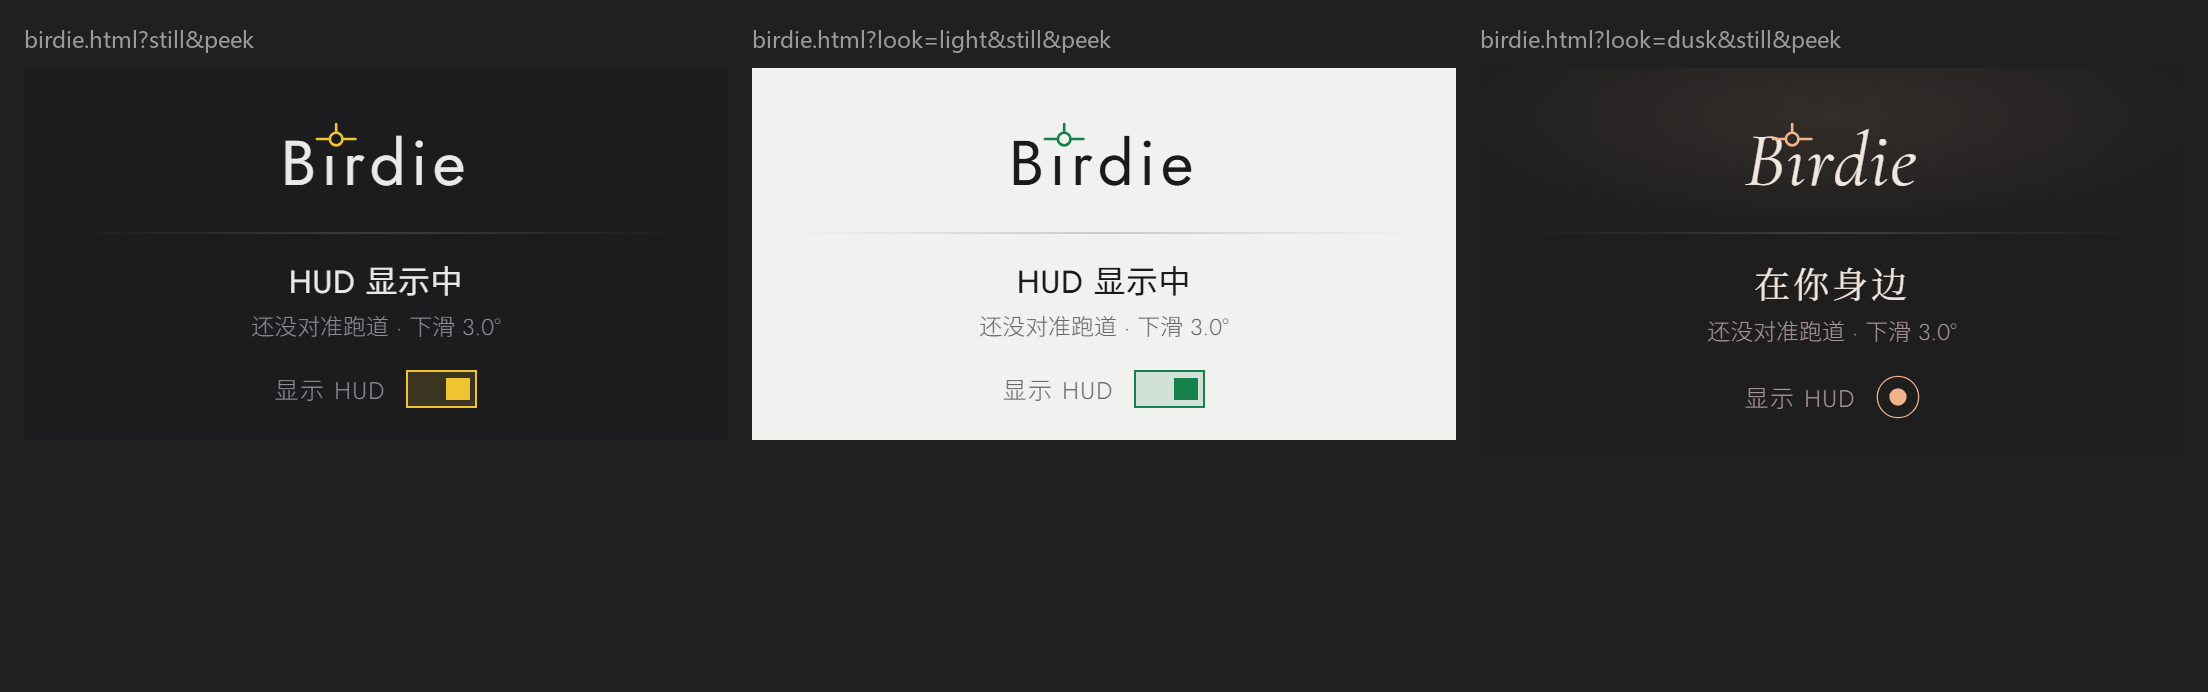 birdie.html?still&peek
Birdie
HUD 显示中
还没对准跑道 · 下滑 3.0°
显示 HUD
birdie.html?look=light&still&peek
Birdie
HUD 显示中
还没对准跑道 · 下滑 3.0°
显示 HUD
birdie.html?look=dusk&still&peek
Birdie
在你身边
还没对准跑道 · 下滑 3.0°
显示 HUD